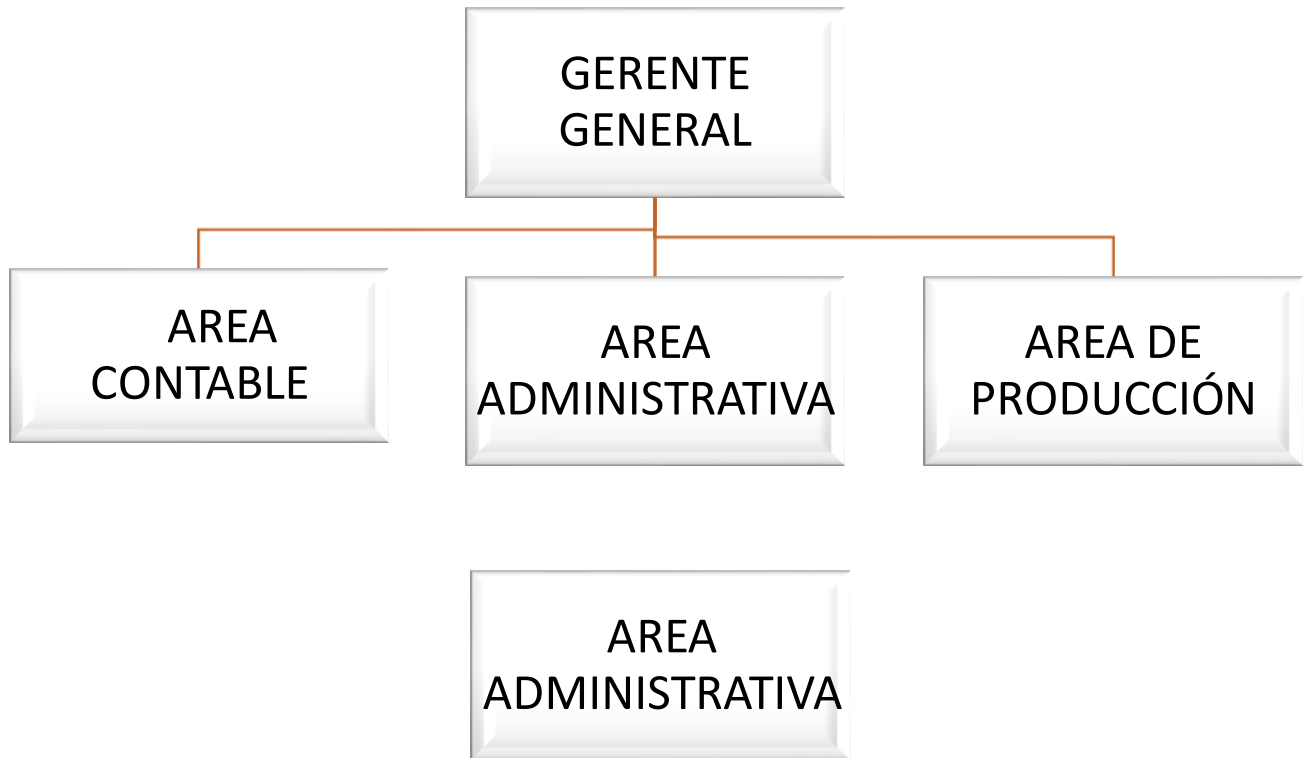 GERENTE
GENERAL
AREA
CONTABLE
AREA
ADMINISTRATIVA
AREA DE
PRODUCCIÓN
AREA
ADMINISTRATIVA